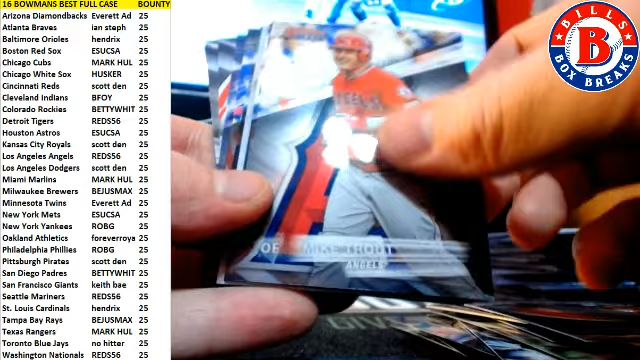 16 BOWMANS BEST FULL CASE BOUNTY
Arizona Diamondbacks Everett Ad 25
Atlanta Braves ian steph 25
Baltimore Orioles hendrix 25
Boston Red Sox ESUCSA 25
Chicago Cubs MARK HUL 25
Chicago White Sox HUSKER 25
Cincinnati Reds scott den 25
Cleveland Indians BFOY 25
Colorado Rockies BETTYWHIT 25
Detroit Tigers REDS56 25
Houston Astros ESUCSA 25
Kansas City Royals scott den 25
Los Angeles Angels REDS56 25
Los Angeles Dodgers scott den 25
Miami Marlins MARK HUL 25
Milwaukee Brewers BEJUSMAX 25
Minnesota Twins Everett Ad 25
New York Mets ESUCSA 25
New York Yankees ROBG 25
Oakland Athletics foreverroya 25
Philadelphia Phillies ROBG 25
Pittsburgh Pirates scott den 25
San Diego Padres BETTYWHIT 25
San Francisco Giants keith bae 25
Seattle Mariners REDS56 25
St. Louis Cardinals hendrix 25
Tampa Bay Rays BEJUSMAX 25
Texas Rangers MARK HUL 25
Toronto Blue Jays no hitter 25
Washington Nationals REDS56 25
MIKE TROUT
ANGELS
BILLS
B
BOX BREAKS